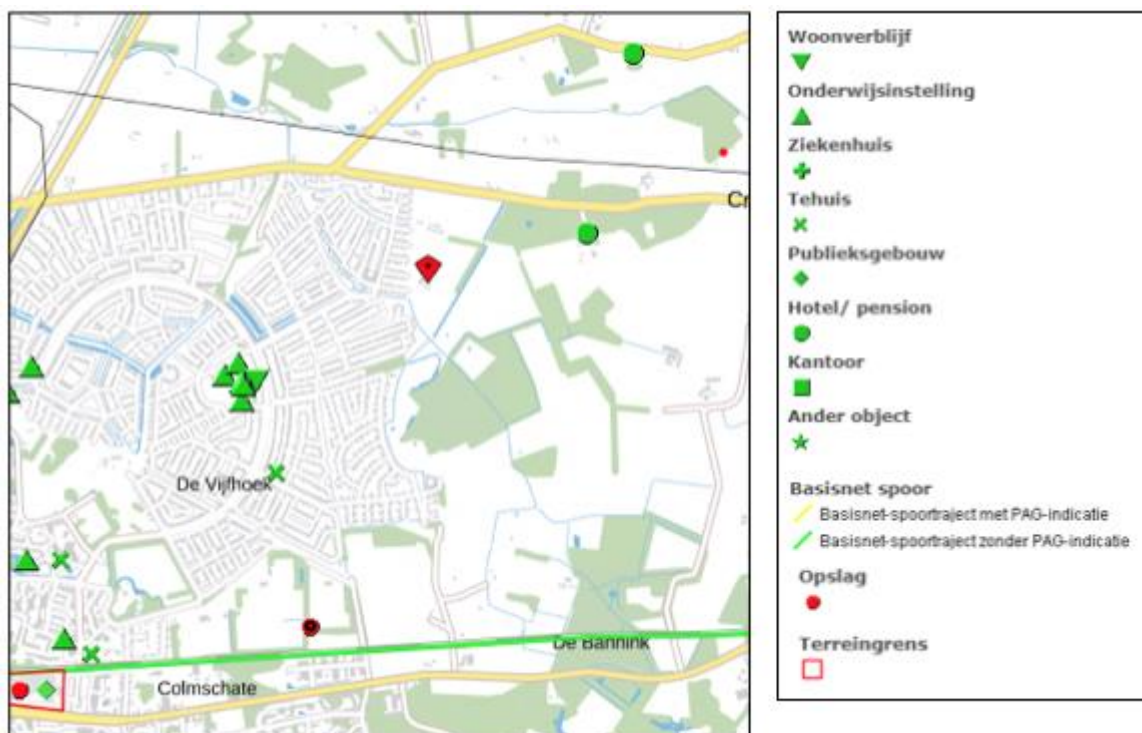 Cr
De Vijfhoek
De Bannink
Colmschate
Woonverblijf
Onderwijsinstelling
Ziekenhuis
Tehuis
Publieksgebouw
Hotel/ pension
Kantoor
Ander object
Basisnet spoor
Basisnet-spoortraject met PAG-indicatie
Basisnet-spoortraject zonder PAG-indicatie
Opslag
Terreingrens